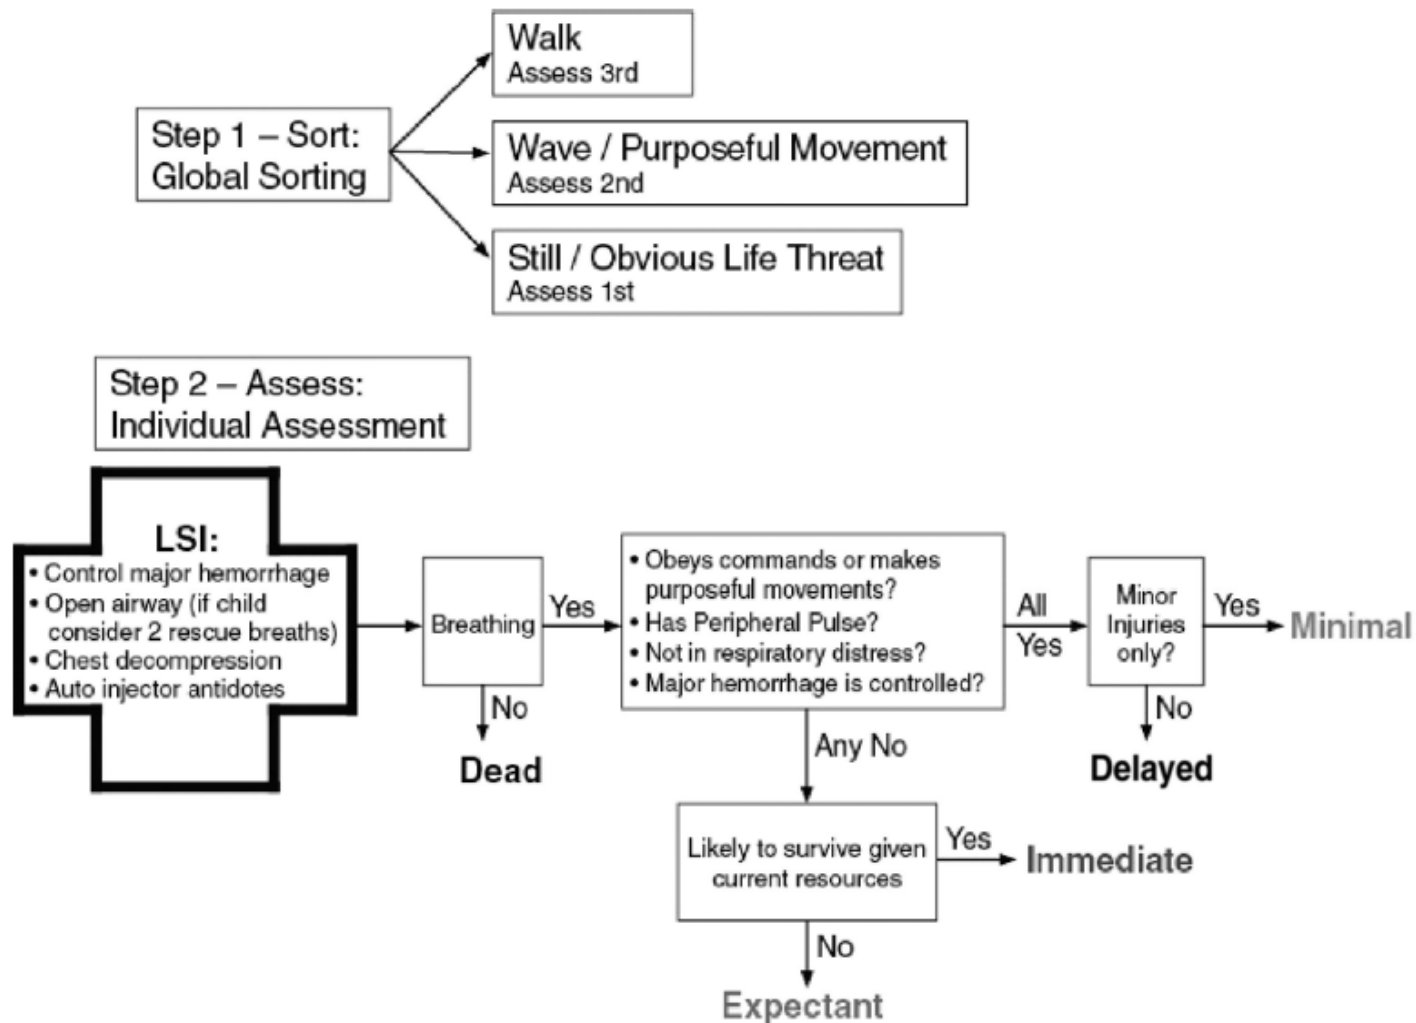 Walk
Assess 3rd
Step 1 – Sort:
Global Sorting
Wave / Purposeful Movement
Assess 2nd
Still / Obvious Life Threat
Assess 1st
Step 2 – Assess:
Individual Assessment
LSI:
• Control major hemorrhage
• Open airway (if child
consider 2 rescue breaths)
• Chest decompression
• Auto injector antidotes
Breathing
Yes
No
Dead
• Obeys commands or makes
purposeful movements?
• Has Peripheral Pulse?
• Not in respiratory distress?
• Major hemorrhage is controlled?
All
Yes
Minor
Injuries
only?
Yes
Minimal
No
Delayed
Any No
Likely to survive given
current resources
Yes
Immediate
No
Expectant